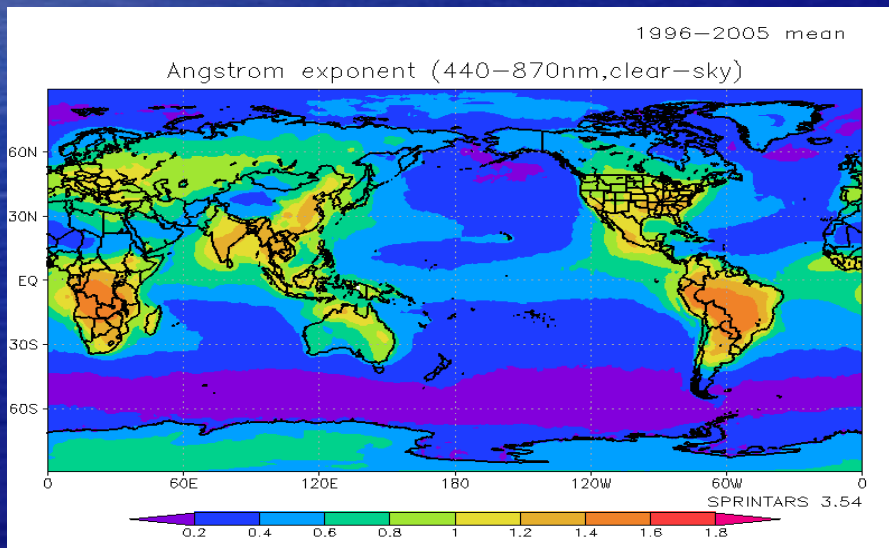 1996-2005 mean
Angstrom exponent (440-870nm,clear-sky)
60N
30N
EQ
30S
60S
0 60E 120E 180 120W 60W 0
SPRINTARS 3.54
0.2 0.4 0.6 0.8 1 1.2 1.4 1.6 1.8